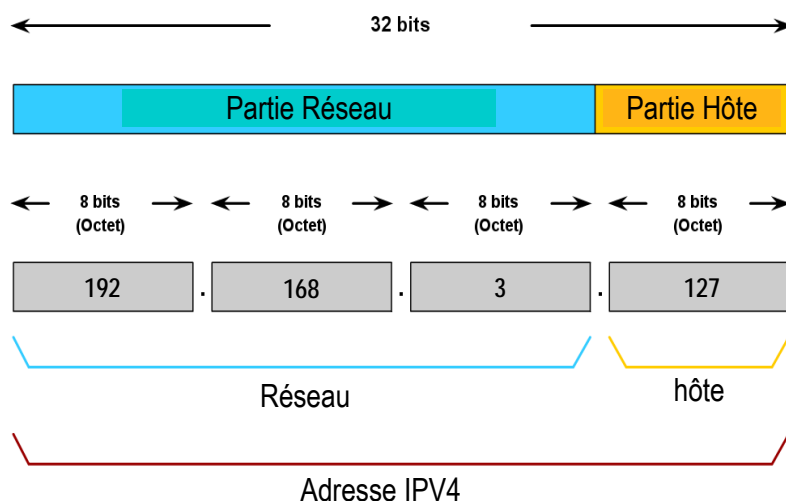 32 bits
Partie Réseau Partie Hôte
8 bits 8 bits 8 bits 8 bits
(Octet) (Octet) (Octet) (Octet)
192 . 168 . 3 . 127
Réseau hôte
Adresse IPV4